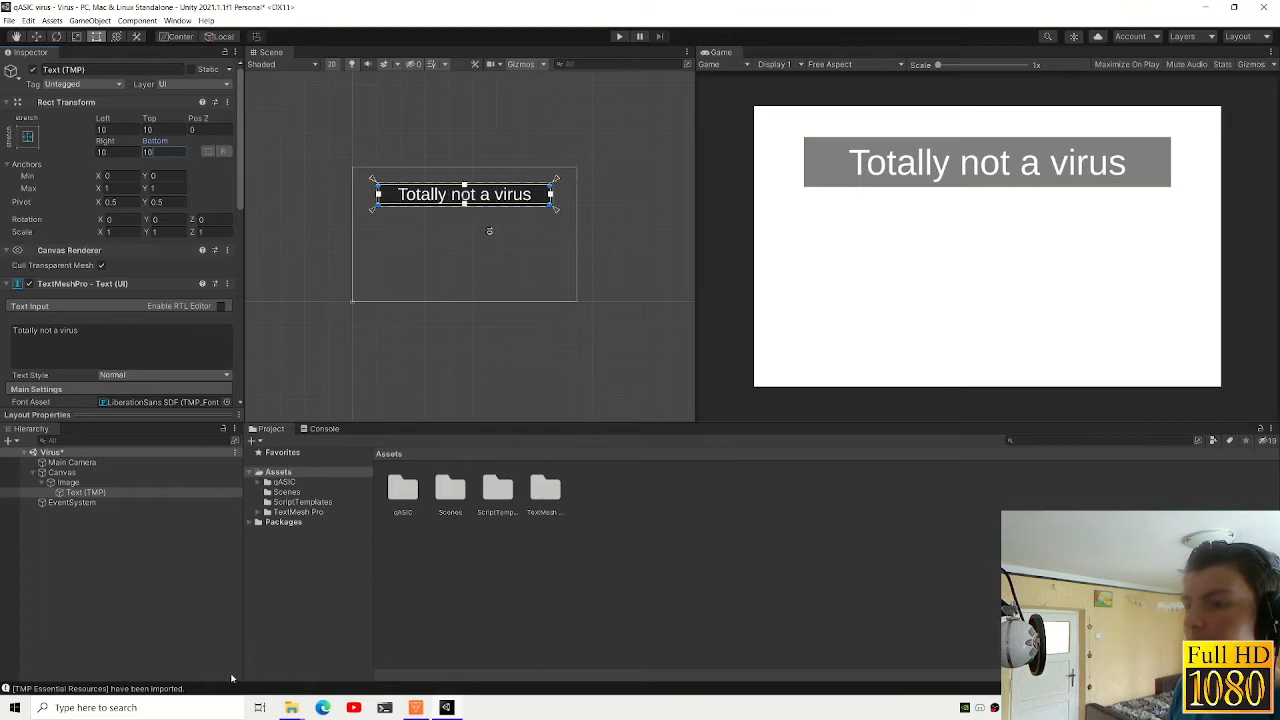 qASIC virus - Virus - PC, Mac & Linux Standalone - Unity 2021.1.1f1 Personal* <DX11>
File Edit Assets GameObject Component Window Help
Center Local Account Layers Layout
Inspector
Text (TMP) Static
Tag Untagged Layer UI
Rect Transform
stretch Left Top Pos Z
stretch 10 10 0
Right Bottom
10 10 R
Anchors
Min X 0 Y 0
Max X 1 Y 1
Pivot X 0.5 Y 0.5
Rotation X 0 Y 0 Z 0
Scale X 1 Y 1 Z 1
Canvas Renderer
Cull Transparent Mesh
TextMeshPro - Text (UI)
Text Input Enable RTL Editor
Totally not a virus
Text Style Normal
Main Settings
Font Asset LiberationSans SDF (TMP_Font
Layout Properties
Scene
Shaded 2D 0 Gizmos All
Totally not a virus
Game
Game Display 1 Free Aspect Scale 1x Maximize On Play Mute Audio Stats Gizmos
Totally not a virus
Hierarchy
All
Virus*
Main Camera
Canvas
Image
Text (TMP)
EventSystem
Project Console
19
Favorites
Assets
qASIC
Scenes
ScriptTemplates
TextMesh Pro
Packages
Assets
qASIC Scenes ScriptTemp... TextMesh ...
[TMP Essential Resources] have been imported.
Type here to search
Full HD
1080